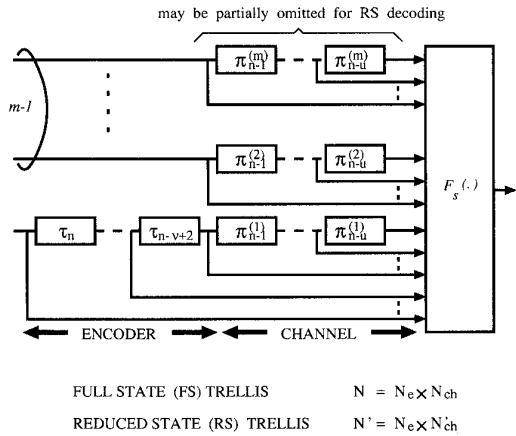 may be partially omitted for RS decoding
π(m)n-1 π(m)n-u
m-1
π(2)n-1 π(2)n-u
Fs(.)
τn τn-ν+2 π(1)n-1 π(1)n-u
ENCODER CHANNEL
FULL STATE (FS) TRELLIS N = Ne x Nch
REDUCED STATE (RS) TRELLIS N' = Ne x N'ch